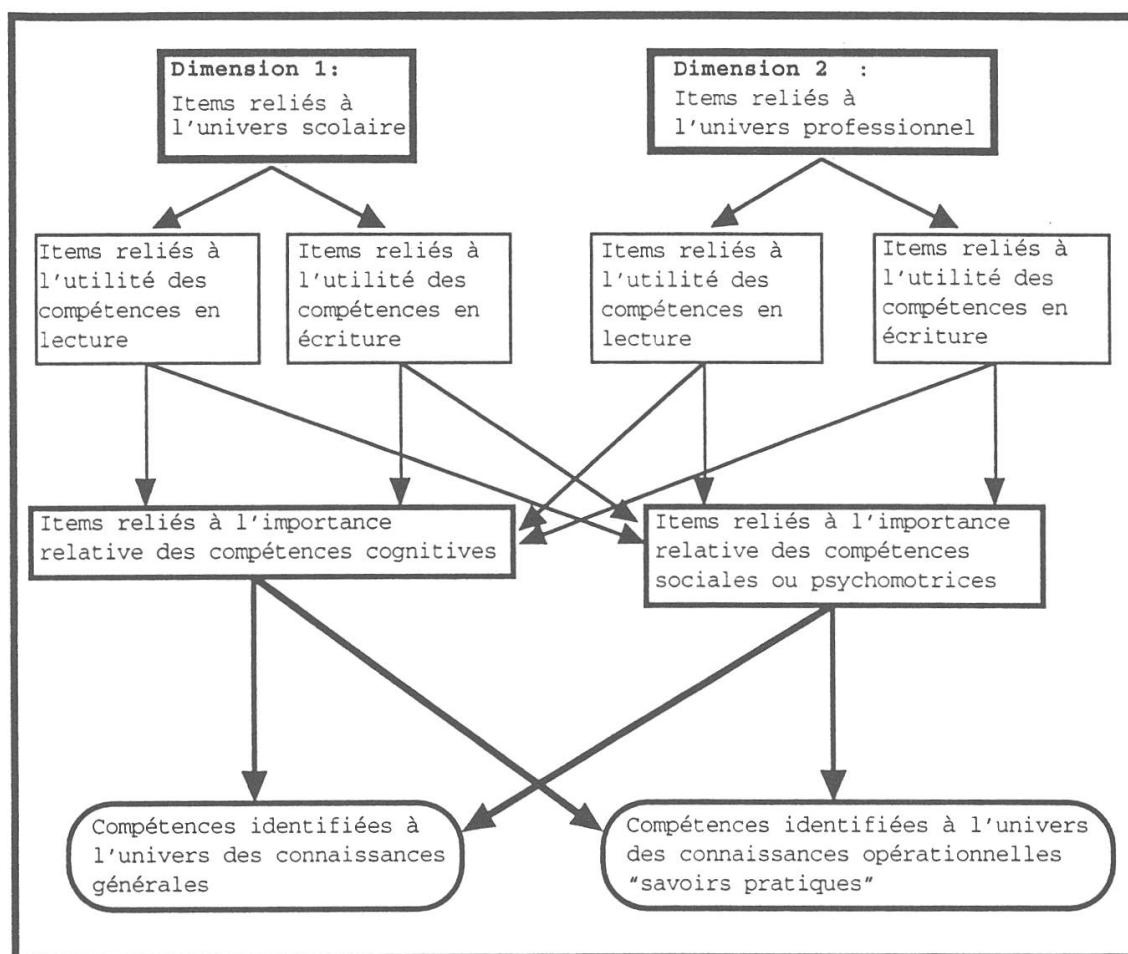 Dimension 1:
Items reliés à
l'univers scolaire
Dimension 2 :
Items reliés à
l'univers professionnel
Items reliés à
l'utilité des
compétences en
lecture
Items reliés à
l'utilité des
compétences en
écriture
Items reliés à
l'utilité des
compétences en
lecture
Items reliés à
l'utilité des
compétences en
écriture
Items reliés à l'importance
relative des compétences cognitives
Items reliés à l'importance
relative des compétences
sociales ou psychomotrices
Compétences identifiées à
l'univers des connaissances
générales
Compétences identifiées à l'univers
des connaissances opérationnelles
"savoirs pratiques"